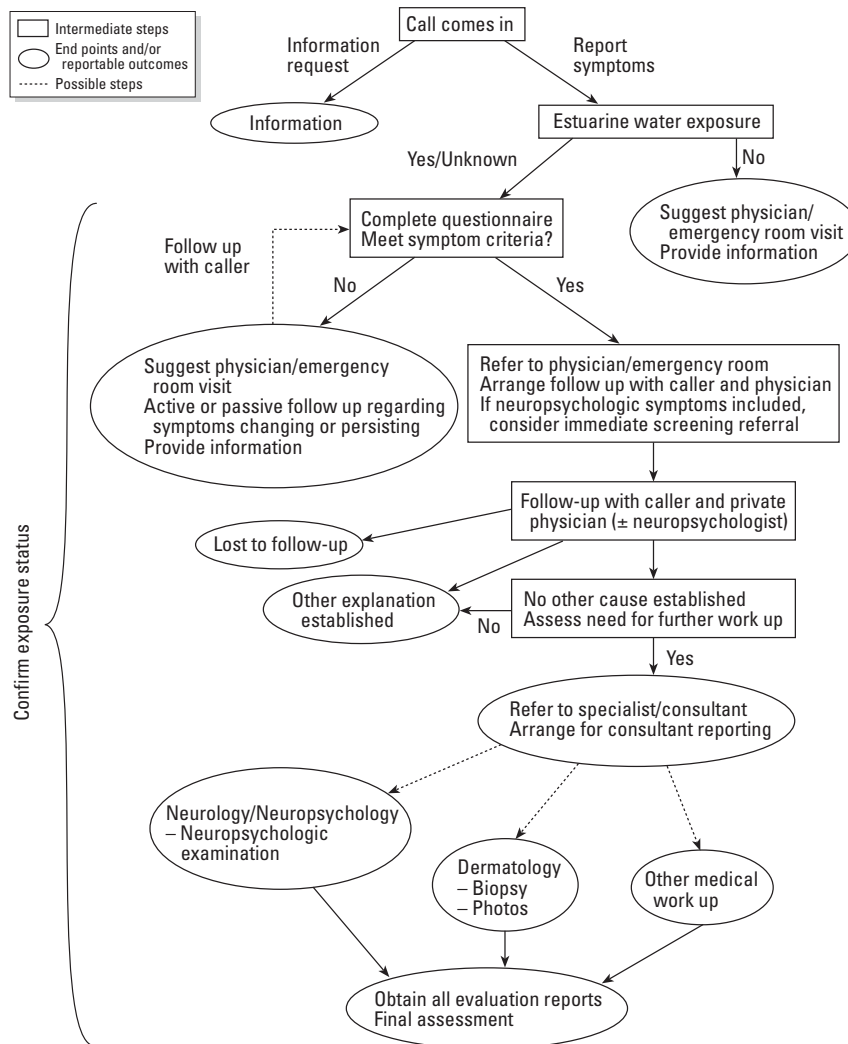 Intermediate steps
End points and/or
reportable outcomes
Possible steps
Call comes in
Information
request
Report
symptoms
Information
Estuarine water exposure
Yes/Unknown
No
Suggest physician/
emergency room visit
Provide information
Complete questionnaire
Meet symptom criteria?
Follow up
with caller
No
Yes
Suggest physician/emergency
room visit
Active or passive follow up regarding
symptoms changing or persisting
Provide information
Refer to physician/emergency room
Arrange follow up with caller and physician
If neuropsychologic symptoms included,
consider immediate screening referral
Follow-up with caller and private
physician (± neuropsychologist)
Lost to follow-up
Other explanation
established
No
No other cause established
Assess need for further work up
Yes
Confirm exposure status
Refer to specialist/consultant
Arrange for consultant reporting
Neurology/Neuropsychology
– Neuropsychologic
examination
Dermatology
– Biopsy
– Photos
Other medical
work up
Obtain all evaluation reports
Final assessment